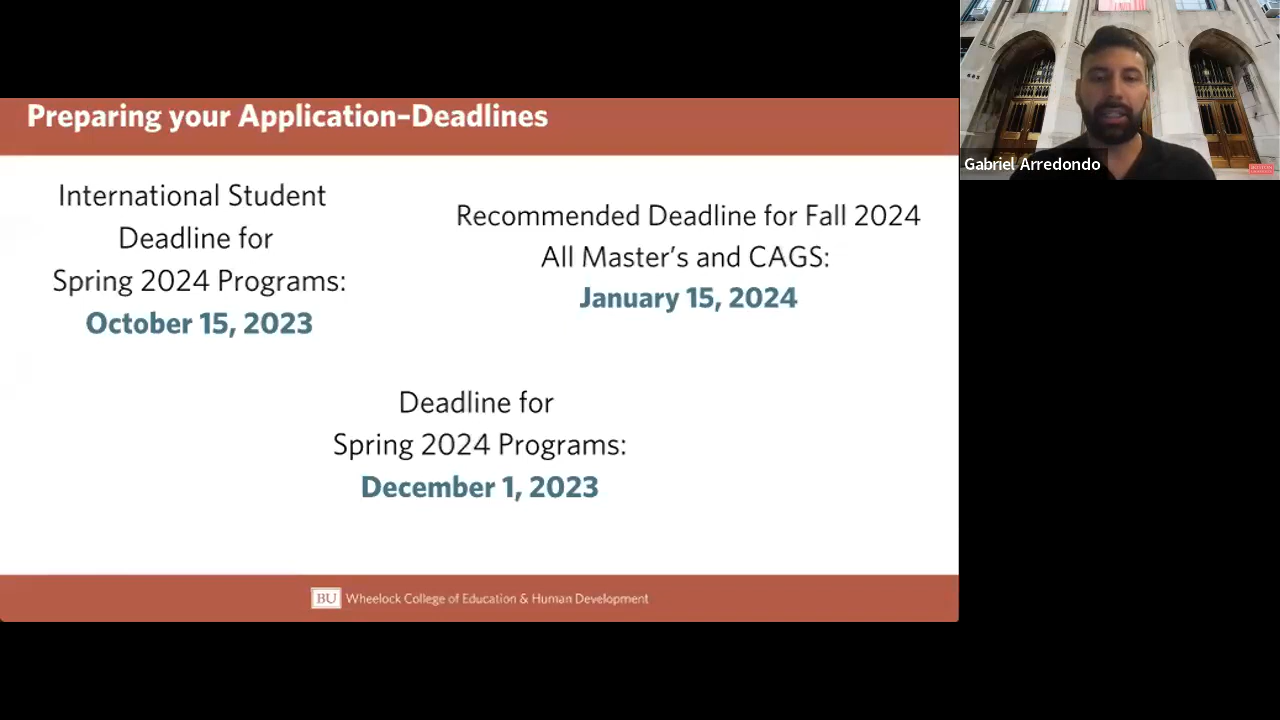 Preparing your Application–Deadlines
International Student
Deadline for
Spring 2024 Programs:
October 15, 2023
Recommended Deadline for Fall 2024
All Master's and CAGS:
January 15, 2024
Deadline for
Spring 2024 Programs:
December 1, 2023
BU Wheelock College of Education & Human Development
Gabriel Arredondo